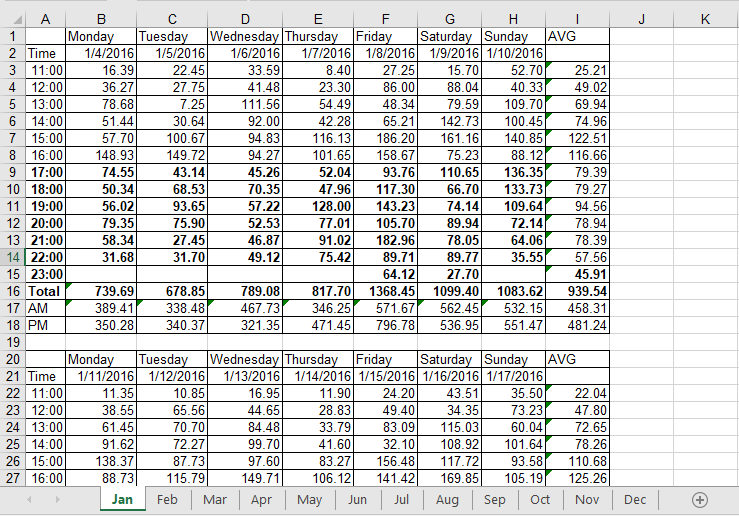 A B C D E F G H I J K
1 Monday Tuesday Wednesday Thursday Friday Saturday Sunday AVG
2 Time 1/4/2016 1/5/2016 1/6/2016 1/7/2016 1/8/2016 1/9/2016 1/10/2016
3 11:00 16.39 22.45 33.59 8.40 27.25 15.70 52.70 25.21
4 12:00 36.27 27.75 41.48 23.30 86.00 88.04 40.33 49.02
5 13:00 78.68 7.25 111.56 54.49 48.34 79.59 109.70 69.94
6 14:00 51.44 30.64 92.00 42.28 65.21 142.73 100.45 74.96
7 15:00 57.70 100.67 94.83 116.13 186.20 161.16 140.85 122.51
8 16:00 148.93 149.72 94.27 101.65 158.67 75.23 88.12 116.66
9 17:00 74.55 43.14 45.26 52.04 93.76 110.65 136.35 79.39
10 18:00 50.34 68.53 70.35 47.96 117.30 66.70 133.73 79.27
11 19:00 56.02 93.65 57.22 128.00 143.23 74.14 109.64 94.56
12 20:00 79.35 75.90 52.53 77.01 105.70 89.94 72.14 78.94
13 21:00 58.34 27.45 46.87 91.02 182.96 78.05 64.06 78.39
14 22:00 31.68 31.70 49.12 75.42 89.71 89.77 35.55 57.56
15 23:00 64.12 27.70 45.91
16 Total 739.69 678.85 789.08 817.70 1368.45 1099.40 1083.62 939.54
17 AM 389.41 338.48 467.73 346.25 571.67 562.45 532.15 458.31
18 PM 350.28 340.37 321.35 471.45 796.78 536.95 551.47 481.24
19
20 Monday Tuesday Wednesday Thursday Friday Saturday Sunday AVG
21 Time 1/11/2016 1/12/2016 1/13/2016 1/14/2016 1/15/2016 1/16/2016 1/17/2016
22 11:00 11.35 10.85 16.95 11.90 24.20 43.51 35.50 22.04
23 12:00 38.55 65.56 44.65 28.83 49.40 34.35 73.23 47.80
24 13:00 61.45 70.70 84.48 33.79 83.09 115.03 60.04 72.65
25 14:00 91.62 72.27 99.70 41.60 32.10 108.92 101.64 78.26
26 15:00 138.37 87.73 97.60 83.27 156.48 117.72 93.58 110.68
27 16:00 88.73 115.79 149.71 106.12 141.42 169.85 105.19 125.26
Jan Feb Mar Apr May Jun Jul Aug Sep Oct Nov Dec